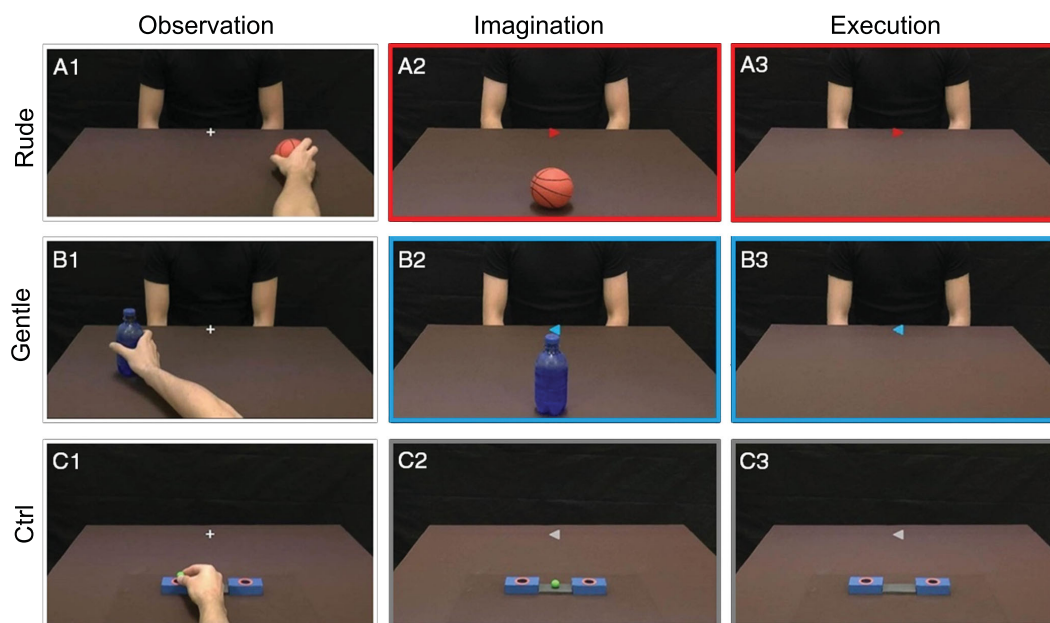 Observation Imagination Execution
Rude
A1 A2 A3
Gentle
B1 B2 B3
Ctrl
C1 C2 C3